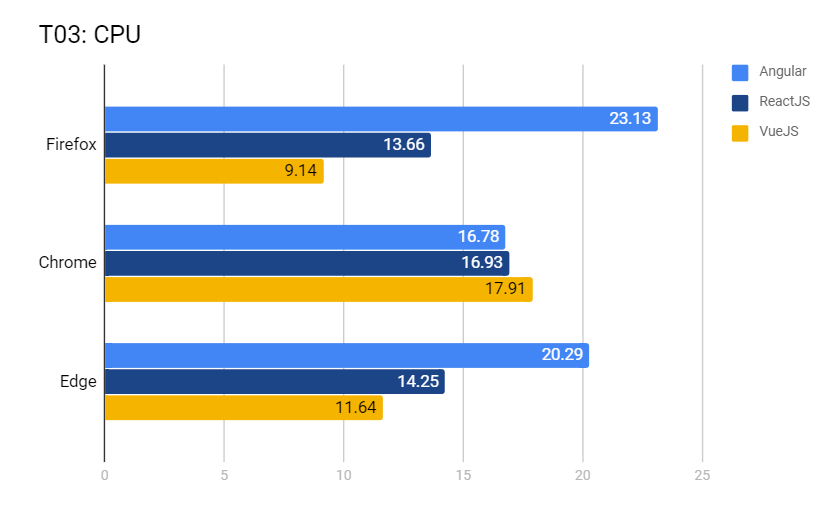 T03: CPU
Angular
ReactJS
VueJS
Firefox
23.13
13.66
9.14
Chrome
16.78
16.93
17.91
Edge
20.29
14.25
11.64
0 5 10 15 20 25